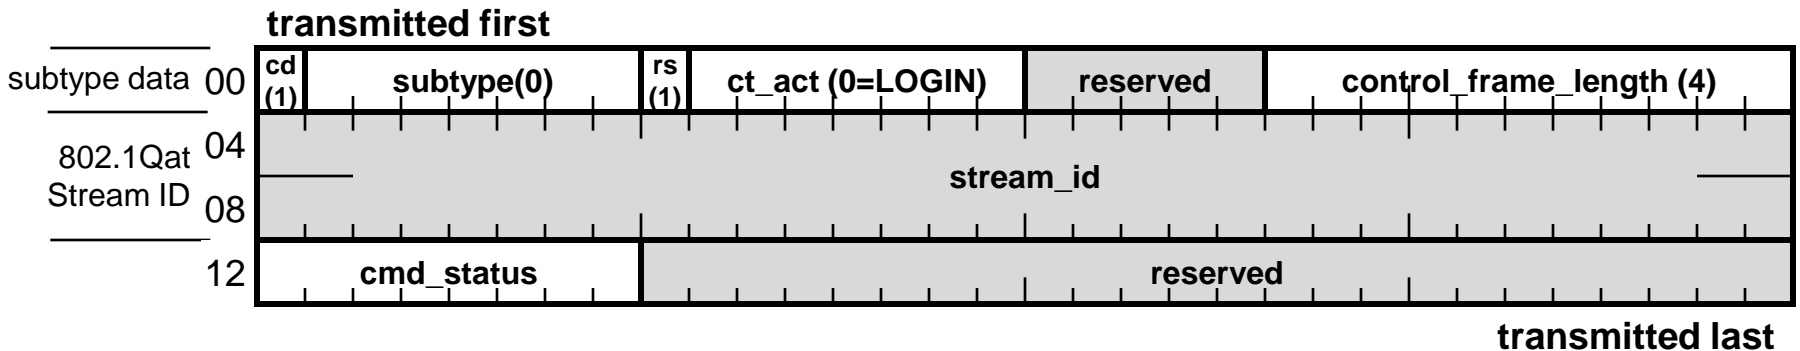 transmitted first
subtype data 00 cd (1) subtype(0) rs (1) ct_act (0=LOGIN) reserved control_frame_length (4)
802.1Qat Stream ID 04 08 stream_id
12 cmd_status reserved
transmitted last